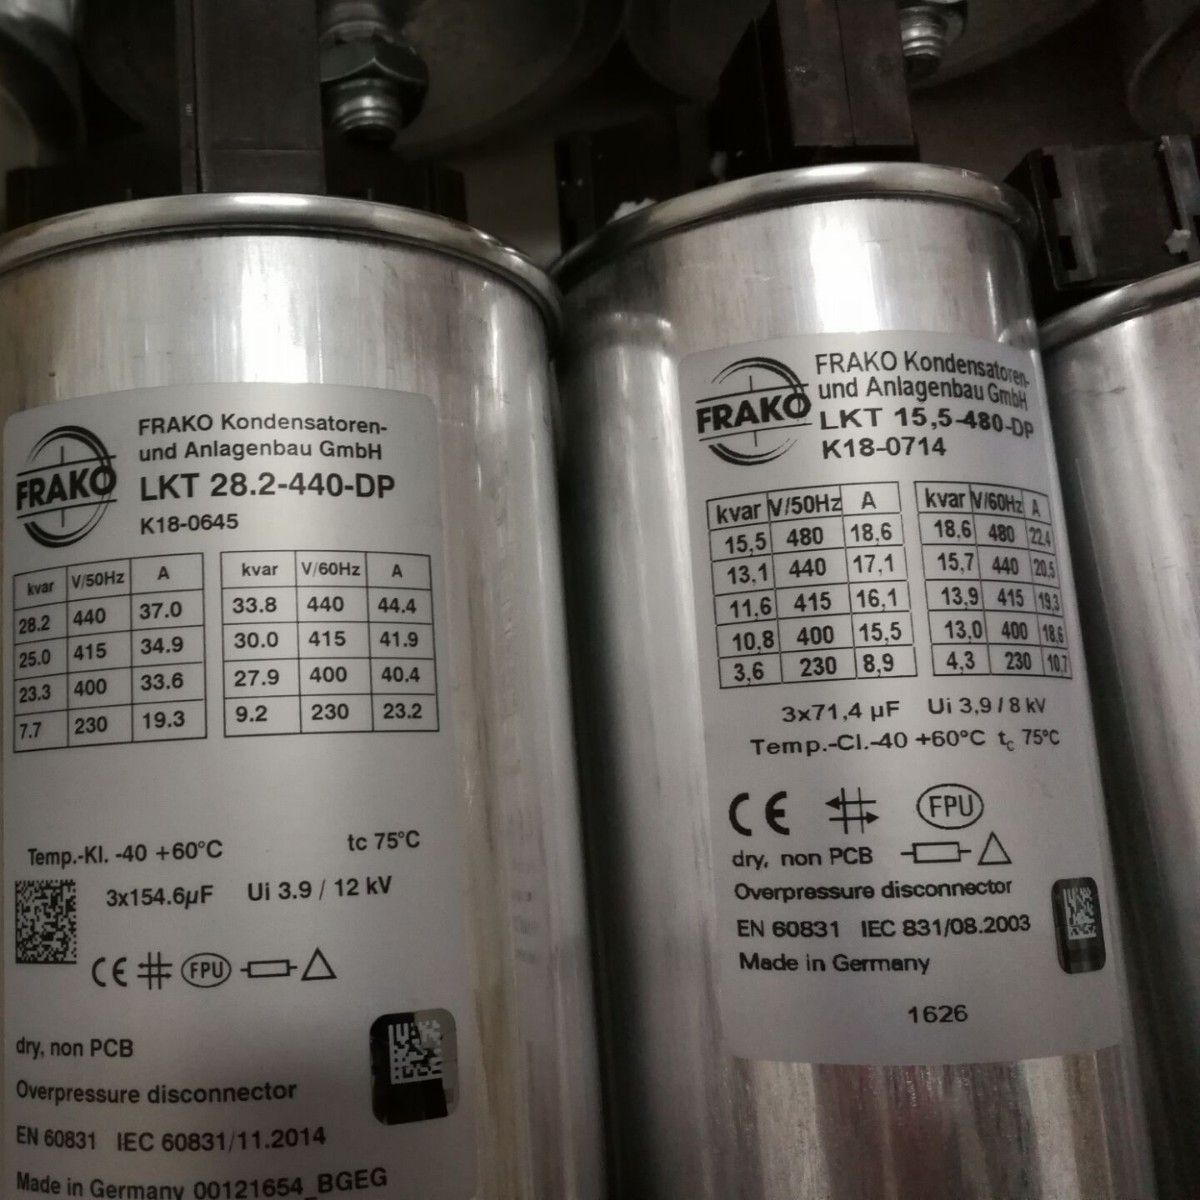 FRAKO
FRAKO Kondensatoren-
und Anlagenbau GmbH
LKT 28.2-440-DP
K18-0645
kvar V/50Hz A
28.2 440 37.0
25.0 415 34.9
23.3 400 33.6
7.7 230 19.3
kvar V/60Hz A
33.8 440 44.4
30.0 415 41.9
27.9 400 40.4
9.2 230 23.2
Temp.-Kl. -40 +60°C tc 75°C
3x154.6µF Ui 3.9 / 12 kV
CE FPU
dry, non PCB
Overpressure disconnector
EN 60831 IEC 60831/11.2014
Made in Germany 00121654_BGEG
FRAKO
FRAKO Kondensatoren-
und Anlagenbau GmbH
LKT 15,5-480-DP
K18-0714
kvar V/50Hz A
15,5 480 18,6
13,1 440 17,1
11,6 415 16,1
10,8 400 15,5
3,6 230 8,9
kvar V/60Hz A
18,6 480 22,4
15,7 440 20,5
13,9 415 19,3
13,0 400 18,6
4,3 230 10,7
3x71,4 µF Ui 3,9 / 8 kV
Temp.-Cl.-40 +60°C tc 75°C
CE FPU
dry, non PCB
Overpressure disconnector
EN 60831 IEC 831/08.2003
Made in Germany
1626